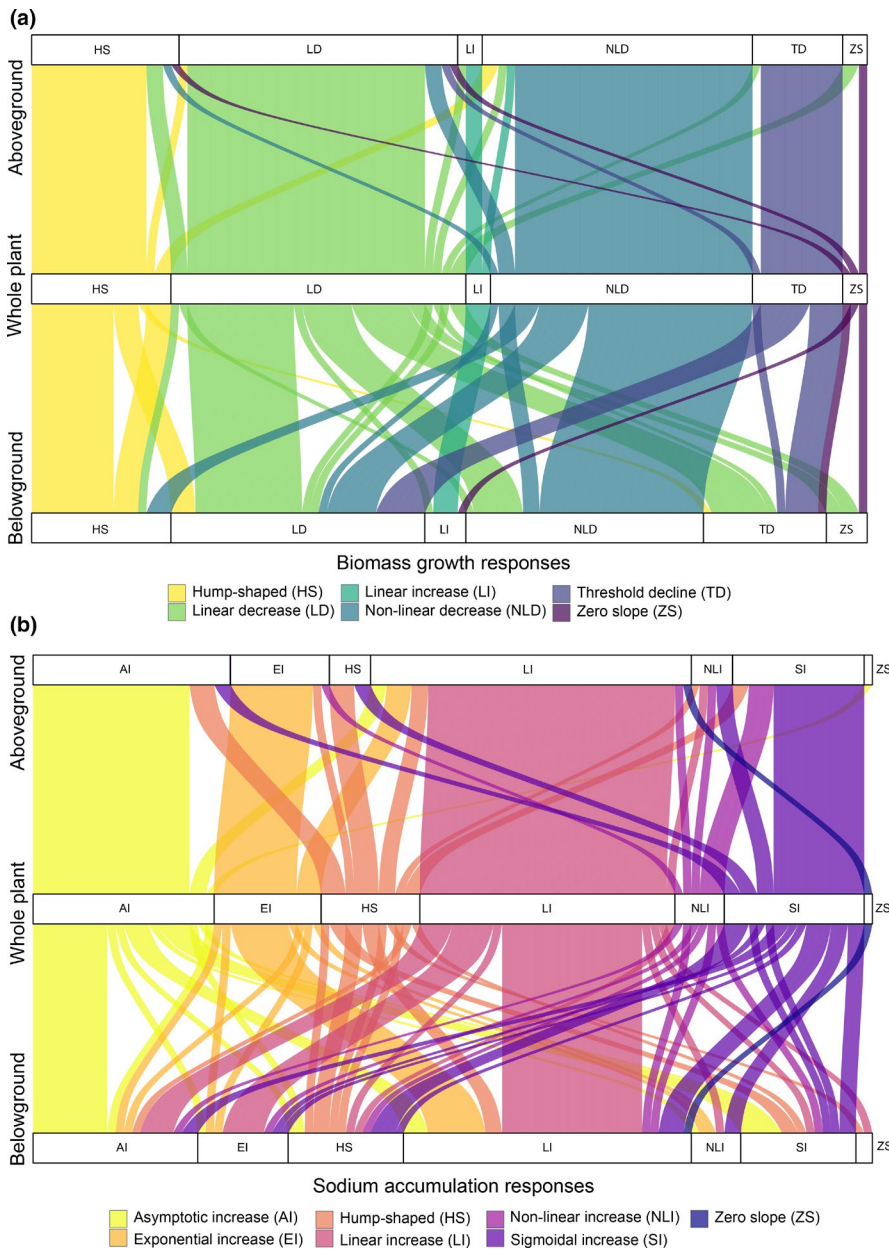 (a)
HS LD LI NLD TD ZS
Aboveground
Whole plant
HS LD LI NLD TD ZS
Belowground
HS LD LI NLD TD ZS
Biomass growth responses
Hump-shaped (HS) Linear increase (LI) Threshold decline (TD)
Linear decrease (LD) Non-linear decrease (NLD) Zero slope (ZS)
(b)
AI EI HS LI NLI SI ZS
Aboveground
Whole plant
AI EI HS LI NLI SI ZS
Belowground
AI EI HS LI NLI SI ZS
Sodium accumulation responses
Asymptotic increase (AI) Hump-shaped (HS) Non-linear increase (NLI) Zero slope (ZS)
Exponential increase (EI) Linear increase (LI) Sigmoidal increase (SI)